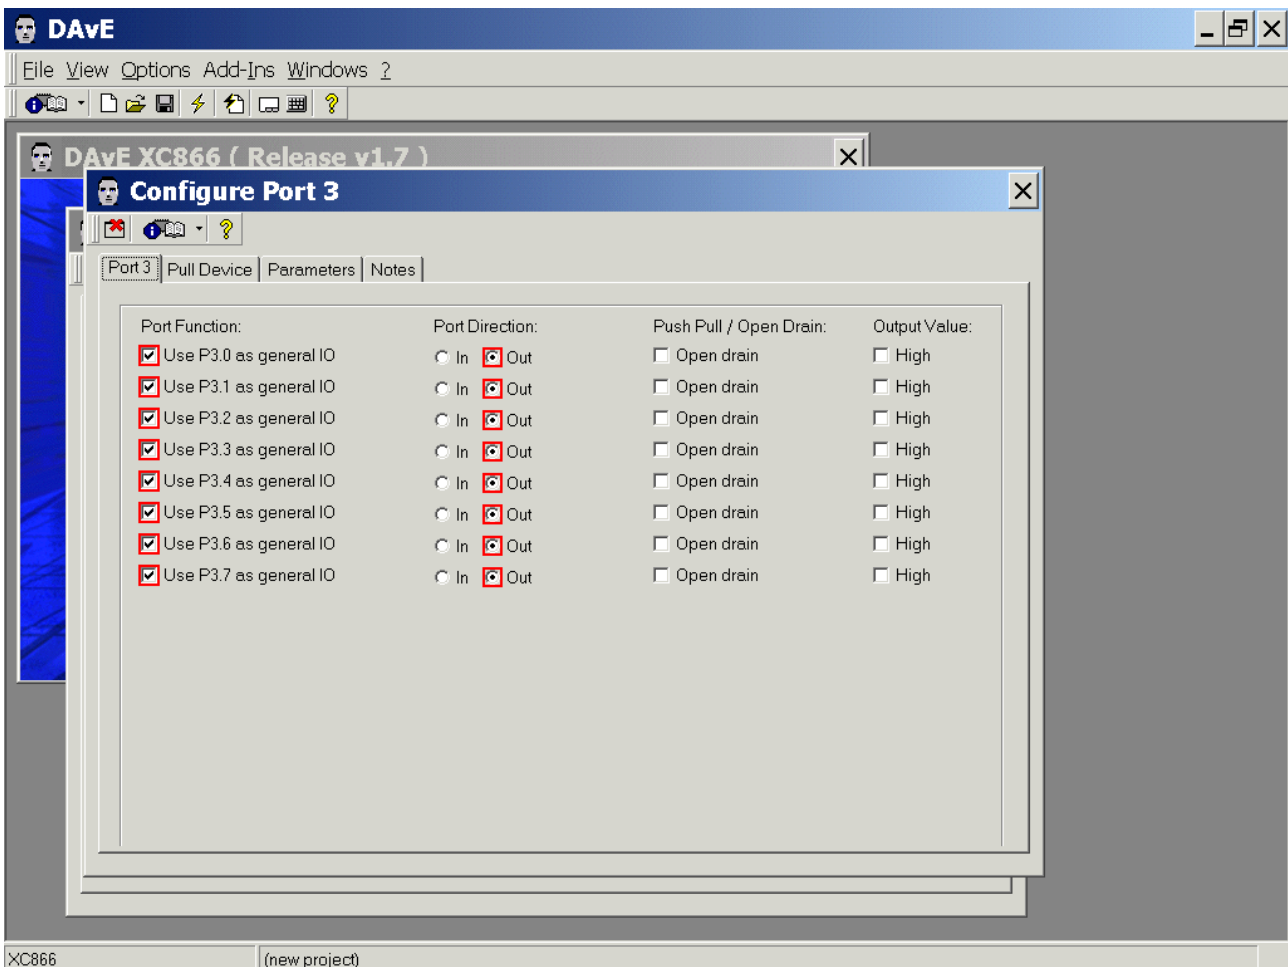 DAvE
File View Options Add-Ins Windows ?
DAvE XC866 ( Release v1.7 )
Configure Port 3
Port 3 Pull Device Parameters Notes
Port Function: Port Direction: Push Pull / Open Drain: Output Value:
Use P3.0 as general IO In Out Open drain High
Use P3.1 as general IO In Out Open drain High
Use P3.2 as general IO In Out Open drain High
Use P3.3 as general IO In Out Open drain High
Use P3.4 as general IO In Out Open drain High
Use P3.5 as general IO In Out Open drain High
Use P3.6 as general IO In Out Open drain High
Use P3.7 as general IO In Out Open drain High
XC866 (new project)